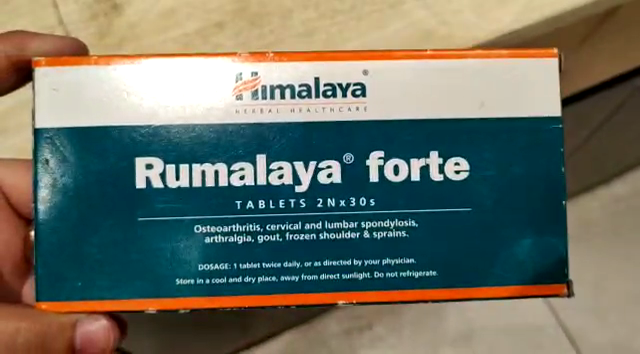 Himalaya®
HERBAL HEALTHCARE
Rumalaya® forte
TABLETS 2Nx30s
Osteoarthritis, cervical and lumbar spondylosis,
arthralgia, gout, frozen shoulder & sprains.
DOSAGE: 1 tablet twice daily, or as directed by your physician.
Store in a cool and dry place, away from direct sunlight. Do not refrigerate.